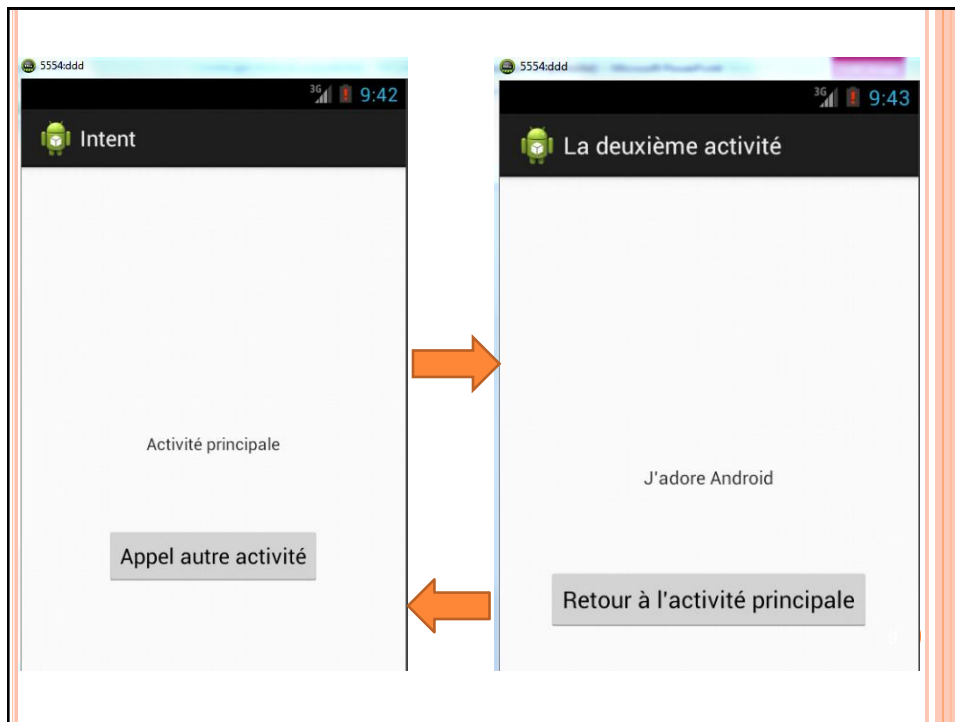 5554:ddd
3G 9:42
Intent
Activité principale
Appel autre activité
5554:ddd
3G 9:43
La deuxième activité
J'adore Android
Retour à l'activité principale